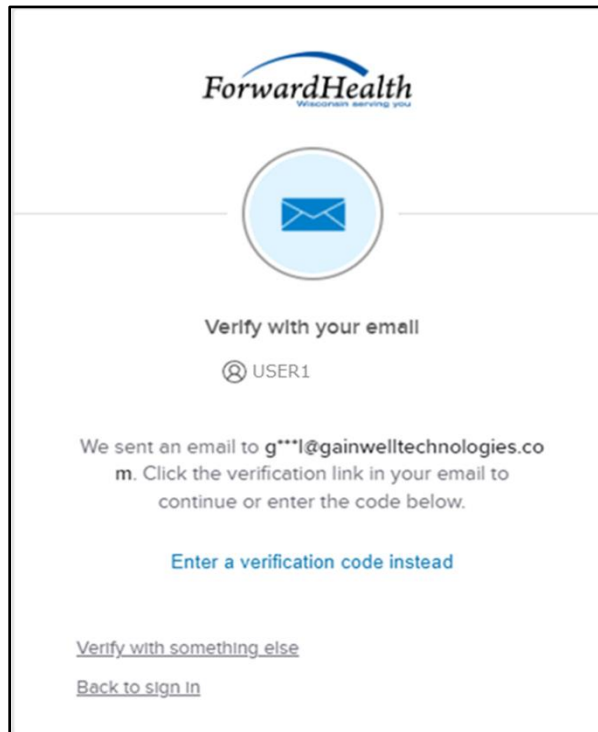 ForwardHealth
Wisconsin serving you
Verify with your email
USER1
We sent an email to g***l@gainwelltechnologies.co
m. Click the verification link in your email to
continue or enter the code below.
Enter a verification code instead
Verify with something else
Back to sign in